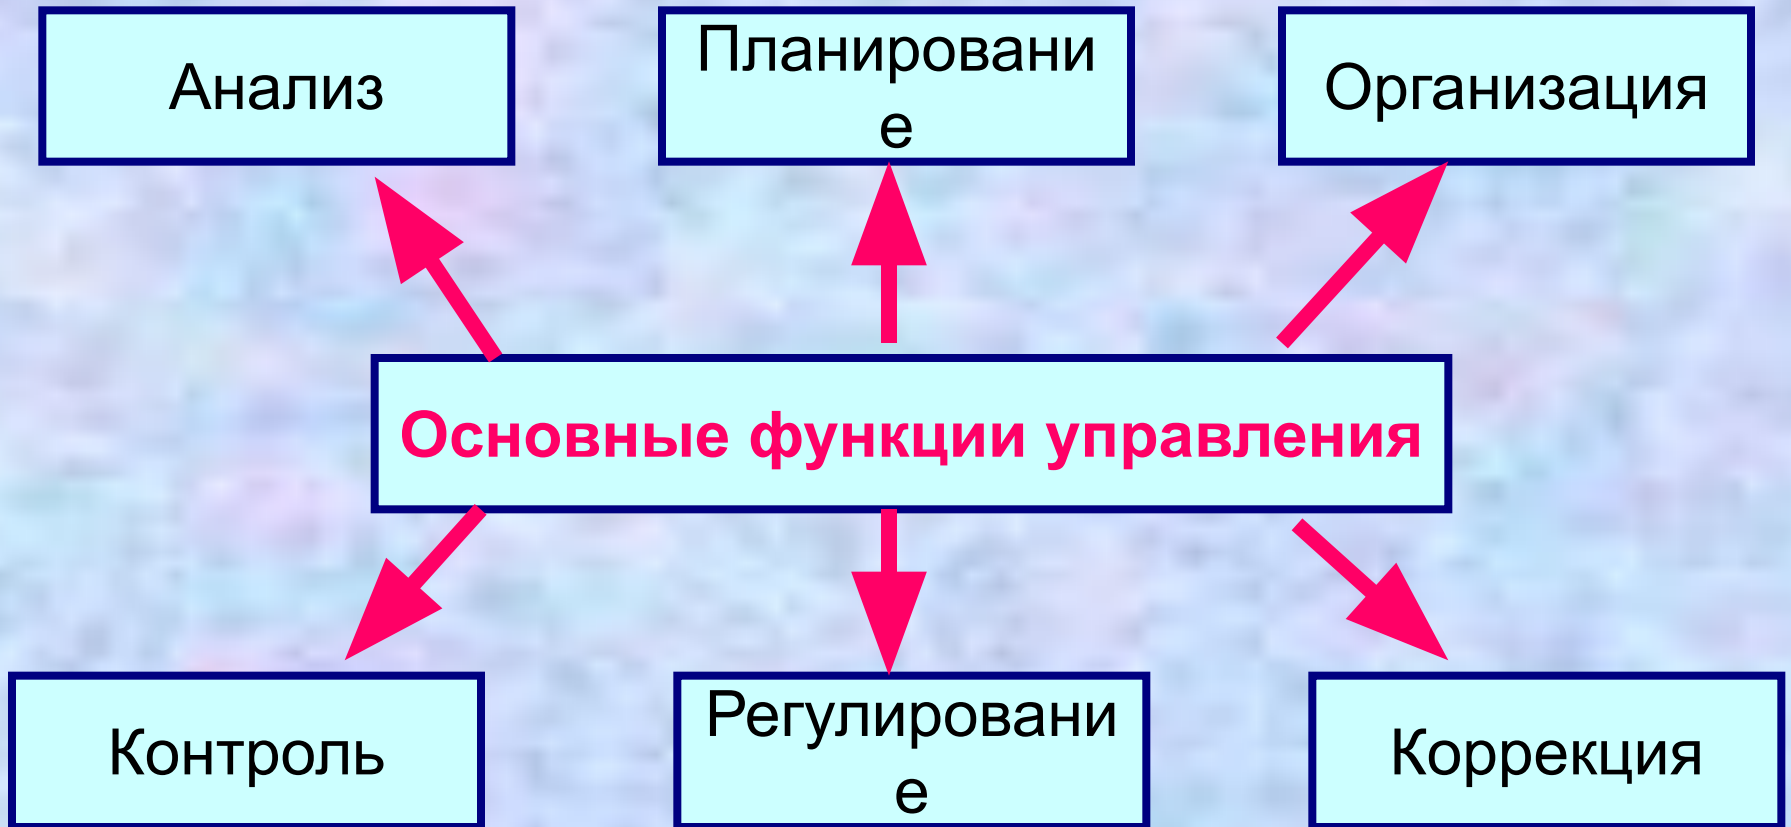 Анализ
Планировани
е
Организация
Основные функции управления
Контроль
Регулировани
е
Коррекция